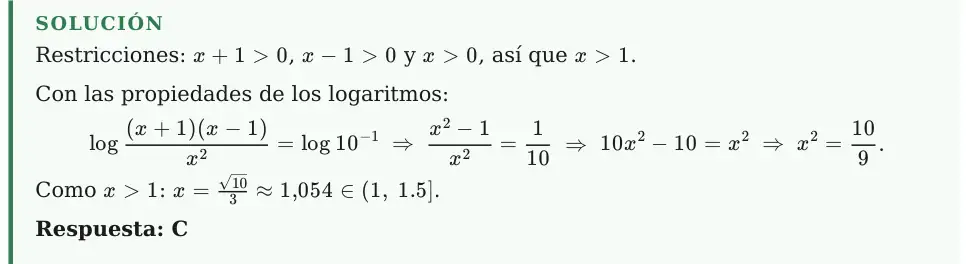 SOLUCIÓN
Restricciones: x + 1 > 0, x − 1 > 0 y x > 0, así que x > 1.
Con las propiedades de los logaritmos:
log (x + 1)(x − 1)/x² = log 10⁻¹ ⇒ x² − 1/x² = 1/10 ⇒ 10x² − 10 = x² ⇒ x² = 10/9.
Como x > 1: x = √10/3 ≈ 1,054 ∈ (1, 1.5].
Respuesta: C